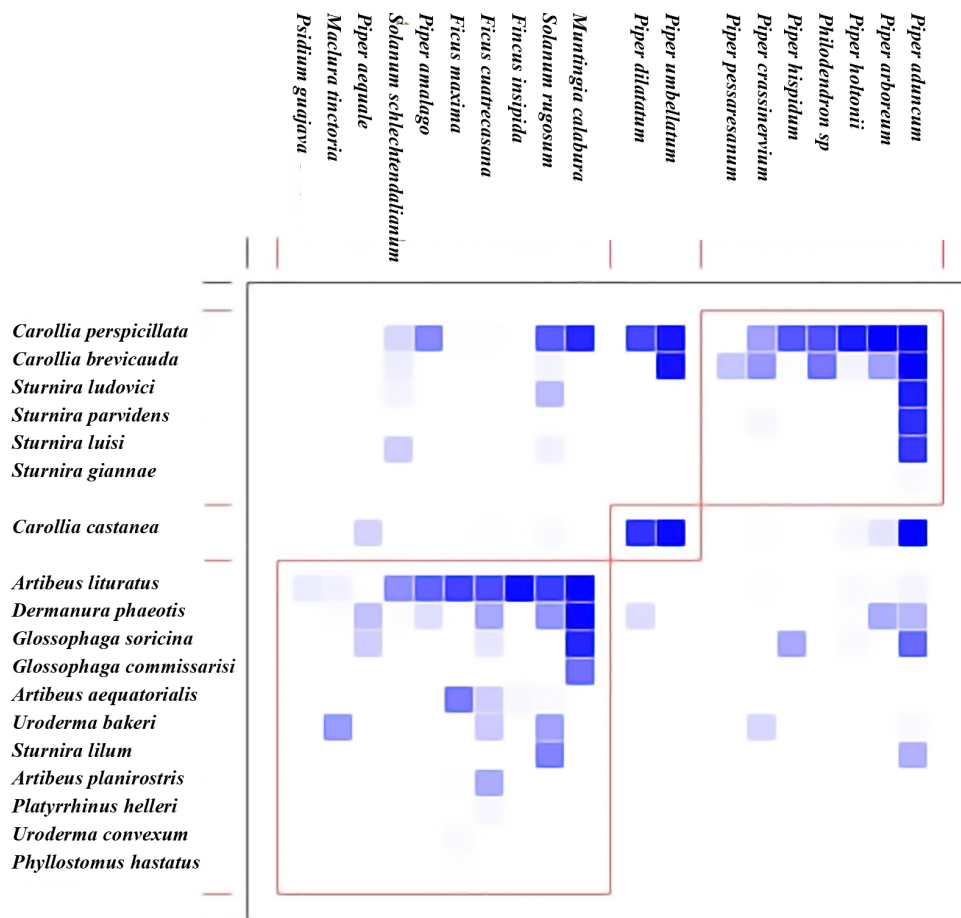 Psidium guajava
Maclura tinctoria
Piper aequale
Solanum schlechtendalianum
Piper amalago
Ficus maxima
Ficus cuatrecasana
Fincus insipida
Solanum rugosum
Muntingia calabura
Piper dilatatum
Piper umbellatum
Piper pessaresanum
Piper crassinervium
Piper hispidum
Philodendron sp
Piper holtonii
Piper arboreum
Piper aduncum
Carollia perspicillata
Carollia brevicauda
Sturnira ludovici
Sturnira parvidens
Sturnira luisi
Sturnira giannae
Carollia castanea
Artibeus lituratus
Dermanura phaeotis
Glossophaga soricina
Glossophaga commissarisi
Artibeus aequatorialis
Uroderma bakeri
Sturnira lilum
Artibeus planirostris
Platyrrhinus helleri
Uroderma convexum
Phyllostomus hastatus